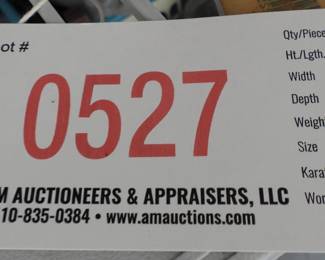 ot #
0527
M AUCTIONEERS & APPRAISERS, LLC
10-835-0384 • www.amauctions.com
Qty/Piece
Ht./Lgth,
Width
Depth
Weigh
Size
Kara
Wor